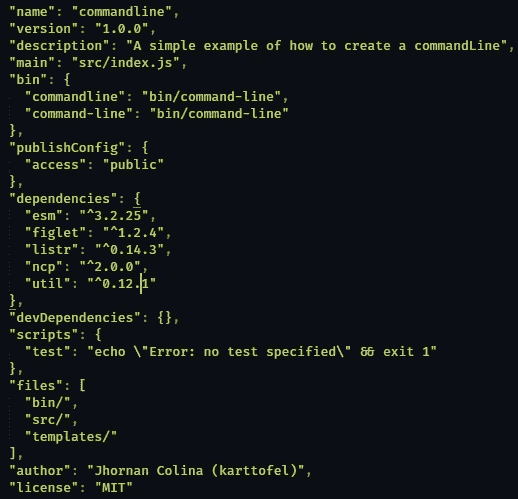 "name": "commandline",
"version": "1.0.0",
"description": "A simple example of how to create a commandLine",
"main": "src/index.js",
"bin": {
"commandline": "bin/command-line",
"command-line": "bin/command-line"
},
"publishConfig": {
"access": "public"
},
"dependencies": {
"esm": "^3.2.25",
"figlet": "^1.2.4",
"listr": "^0.14.3",
"ncp": "^2.0.0",
"util": "^0.12.1"
},
"devDependencies": {},
"scripts": {
"test": "echo \"Error: no test specified\" && exit 1"
},
"files": [
"bin/",
"src/",
"templates/"
],
"author": "Jhornan Colina (karttofel)",
"license": "MIT"